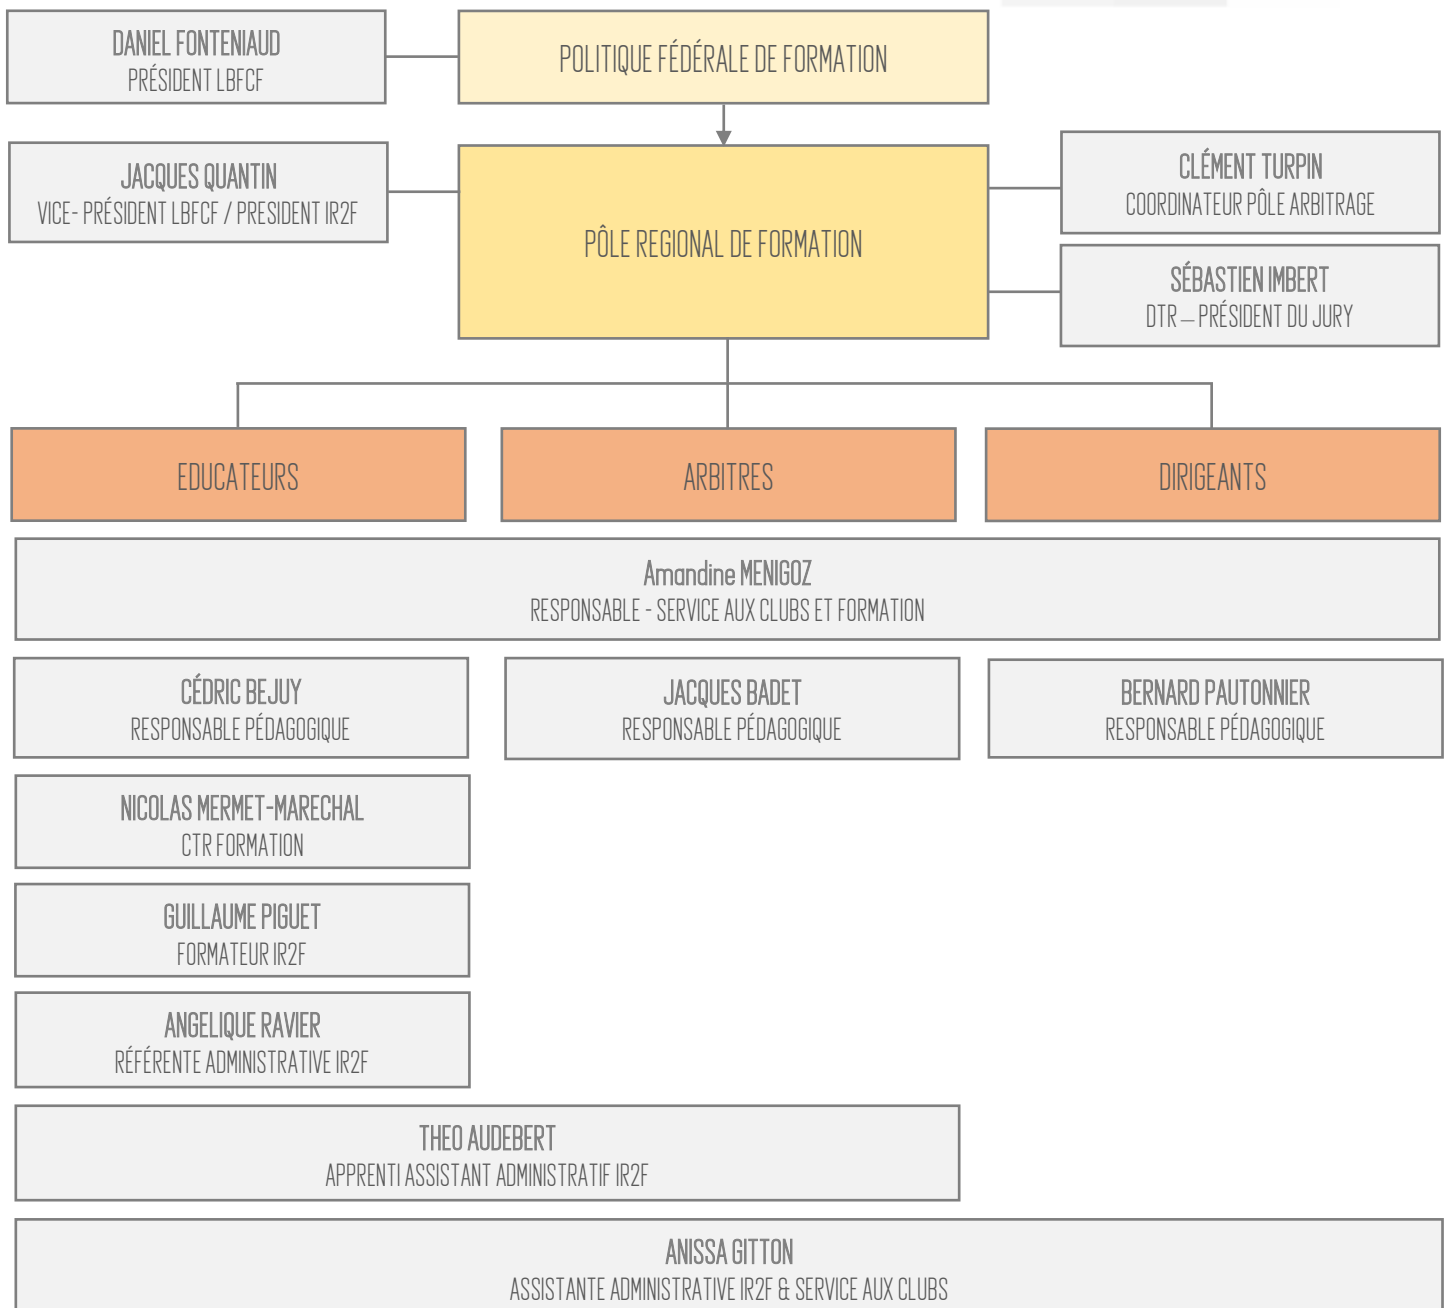 DANIEL FONTENIAUD
PRÉSIDENT LBFCF
POLITIQUE FÉDÉRALE DE FORMATION
JACQUES QUANTIN
VICE- PRÉSIDENT LBFCF / PRESIDENT IR2F
PÔLE REGIONAL DE FORMATION
CLÉMENT TURPIN
COORDINATEUR PÔLE ARBITRAGE
SÉBASTIEN IMBERT
DTR – PRÉSIDENT DU JURY
EDUCATEURS
ARBITRES
DIRIGEANTS
Amandine MENIGOZ
RESPONSABLE - SERVICE AUX CLUBS ET FORMATION
CÉDRIC BEJUY
RESPONSABLE PÉDAGOGIQUE
JACQUES BADET
RESPONSABLE PÉDAGOGIQUE
BERNARD PAUTONNIER
RESPONSABLE PÉDAGOGIQUE
NICOLAS MERMET-MARECHAL
CTR FORMATION
GUILLAUME PIGUET
FORMATEUR IR2F
ANGELIQUE RAVIER
RÉFÉRENTE ADMINISTRATIVE IR2F
THEO AUDEBERT
APPRENTI ASSISTANT ADMINISTRATIF IR2F
ANISSA GITTON
ASSISTANTE ADMINISTRATIVE IR2F & SERVICE AUX CLUBS